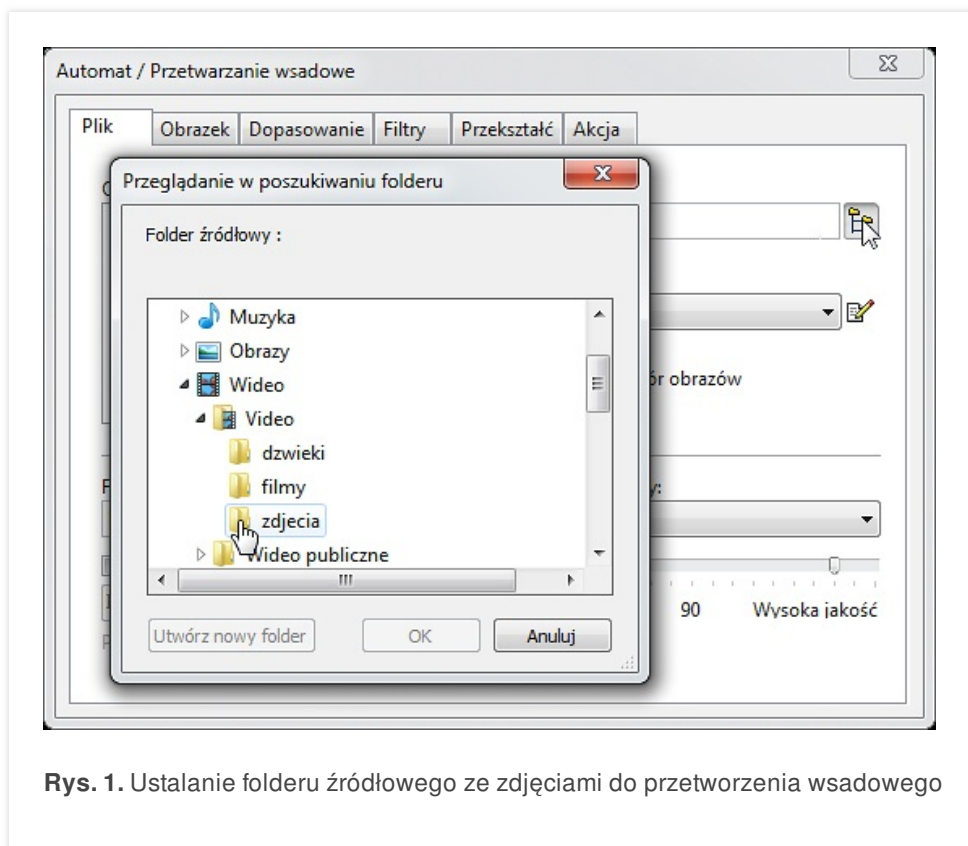 Automat / Przetwarzanie wsadowe
Plik Obrazek Dopasowanie Filtry Przekształć Akcja
Przeglądanie w poszukiwaniu folderu
Folder źródłowy :
Muzyka
Obrazy
Wideo
obrazów
Video
dzwieki
filmy
zdjecia
Wideo publiczne
90 Wysoka jakość
Utwórz nowy folder OK Anuluj
Rys. 1. Ustalanie folderu źródłowego ze zdjęciami do przetworzenia wsadowego